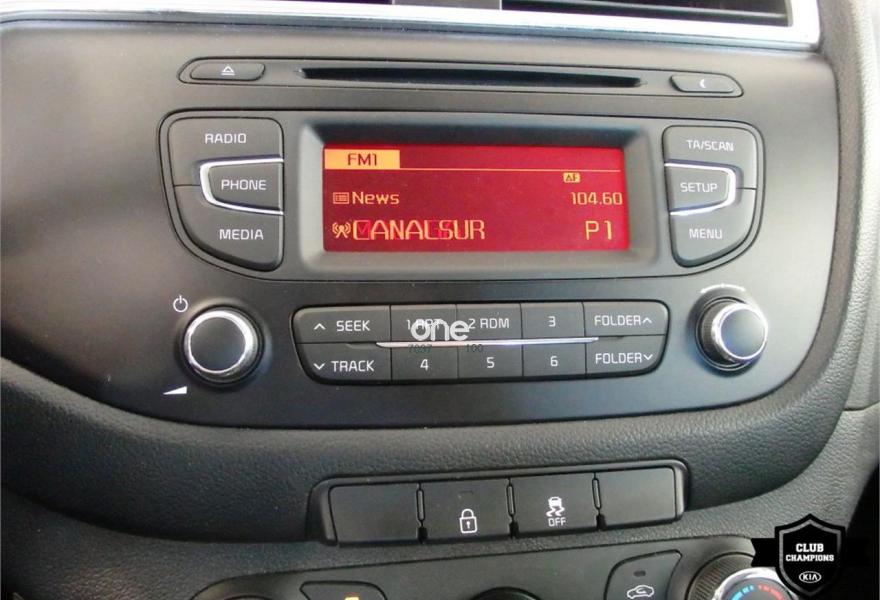 RADIO
TA/SCAN
FM1
PHONE
SETUP
AF
News 104.60
MEDIA
MENU
CANALSUR P1
SEEK
2 RDM
3
FOLDER
one
TRACK
4
5
6
FOLDER
OFF
CLUB
CHAMPIONS
KIA